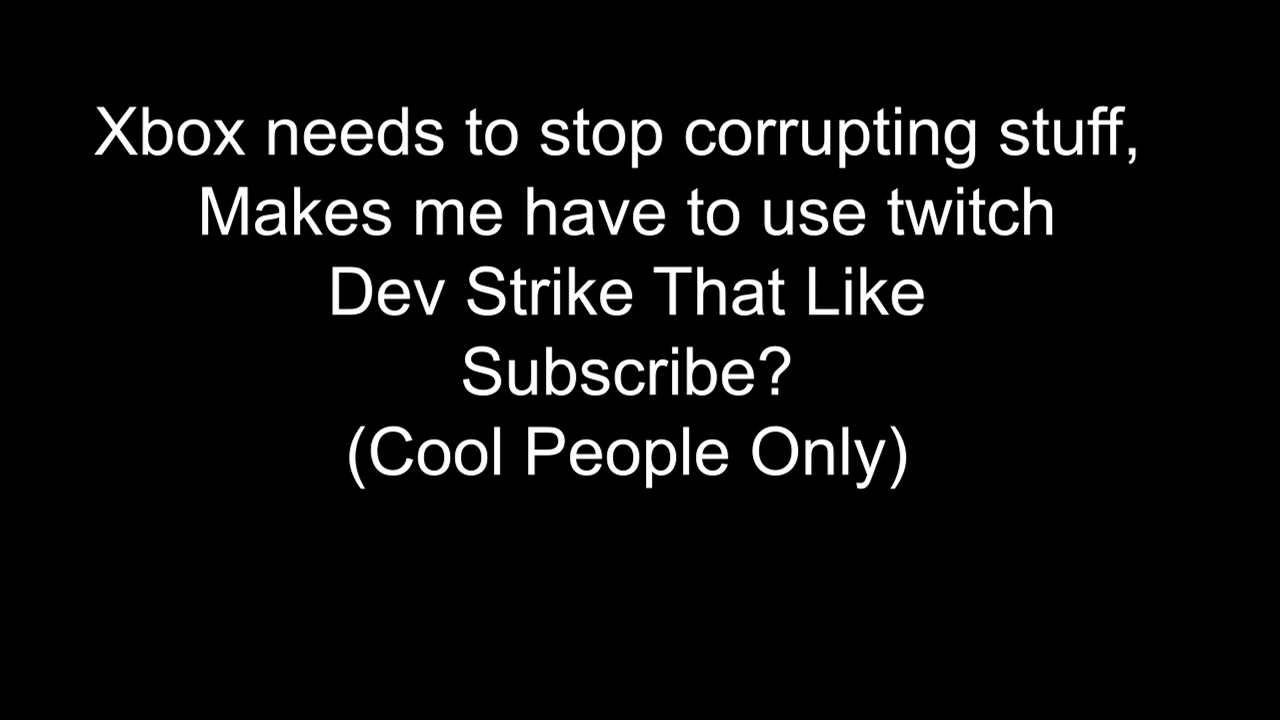 Xbox needs to stop corrupting stuff,
Makes me have to use twitch
Dev Strike That Like
Subscribe?
(Cool People Only)